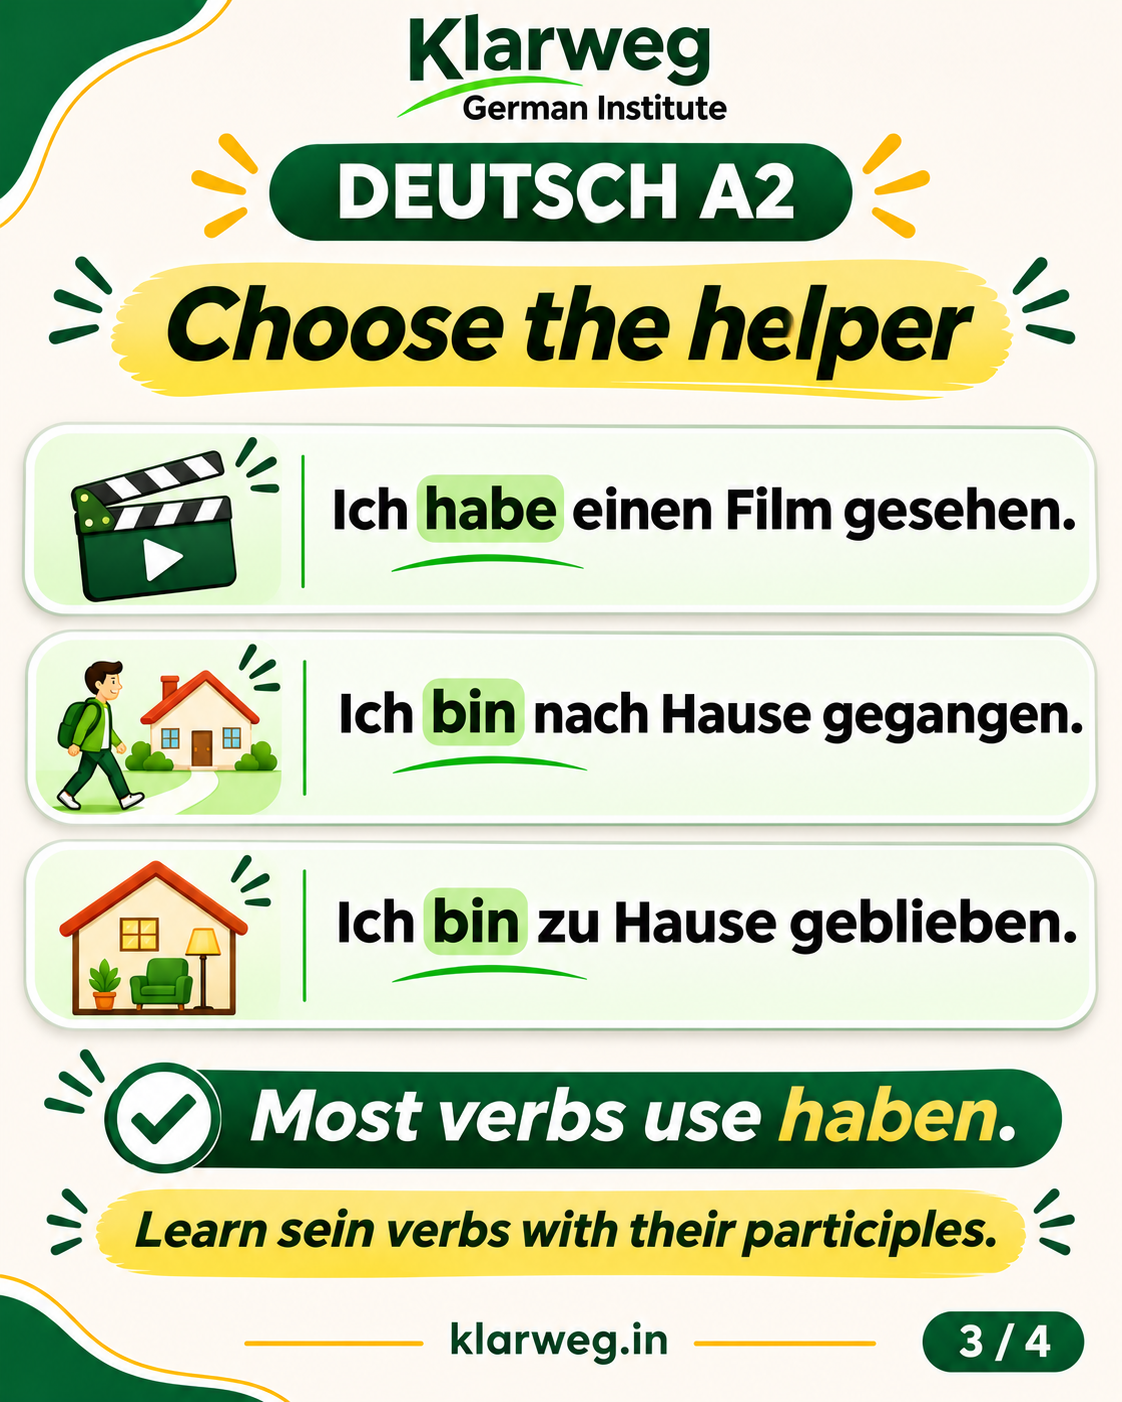 Klarweg
German Institute
DEUTSCH A2
Choose the helper
Ich habe einen Film gesehen.
Ich bin nach Hause gegangen.
Ich bin zu Hause geblieben.
Most verbs use haben.
Learn sein verbs with their participles.
klarweg.in
3 / 4